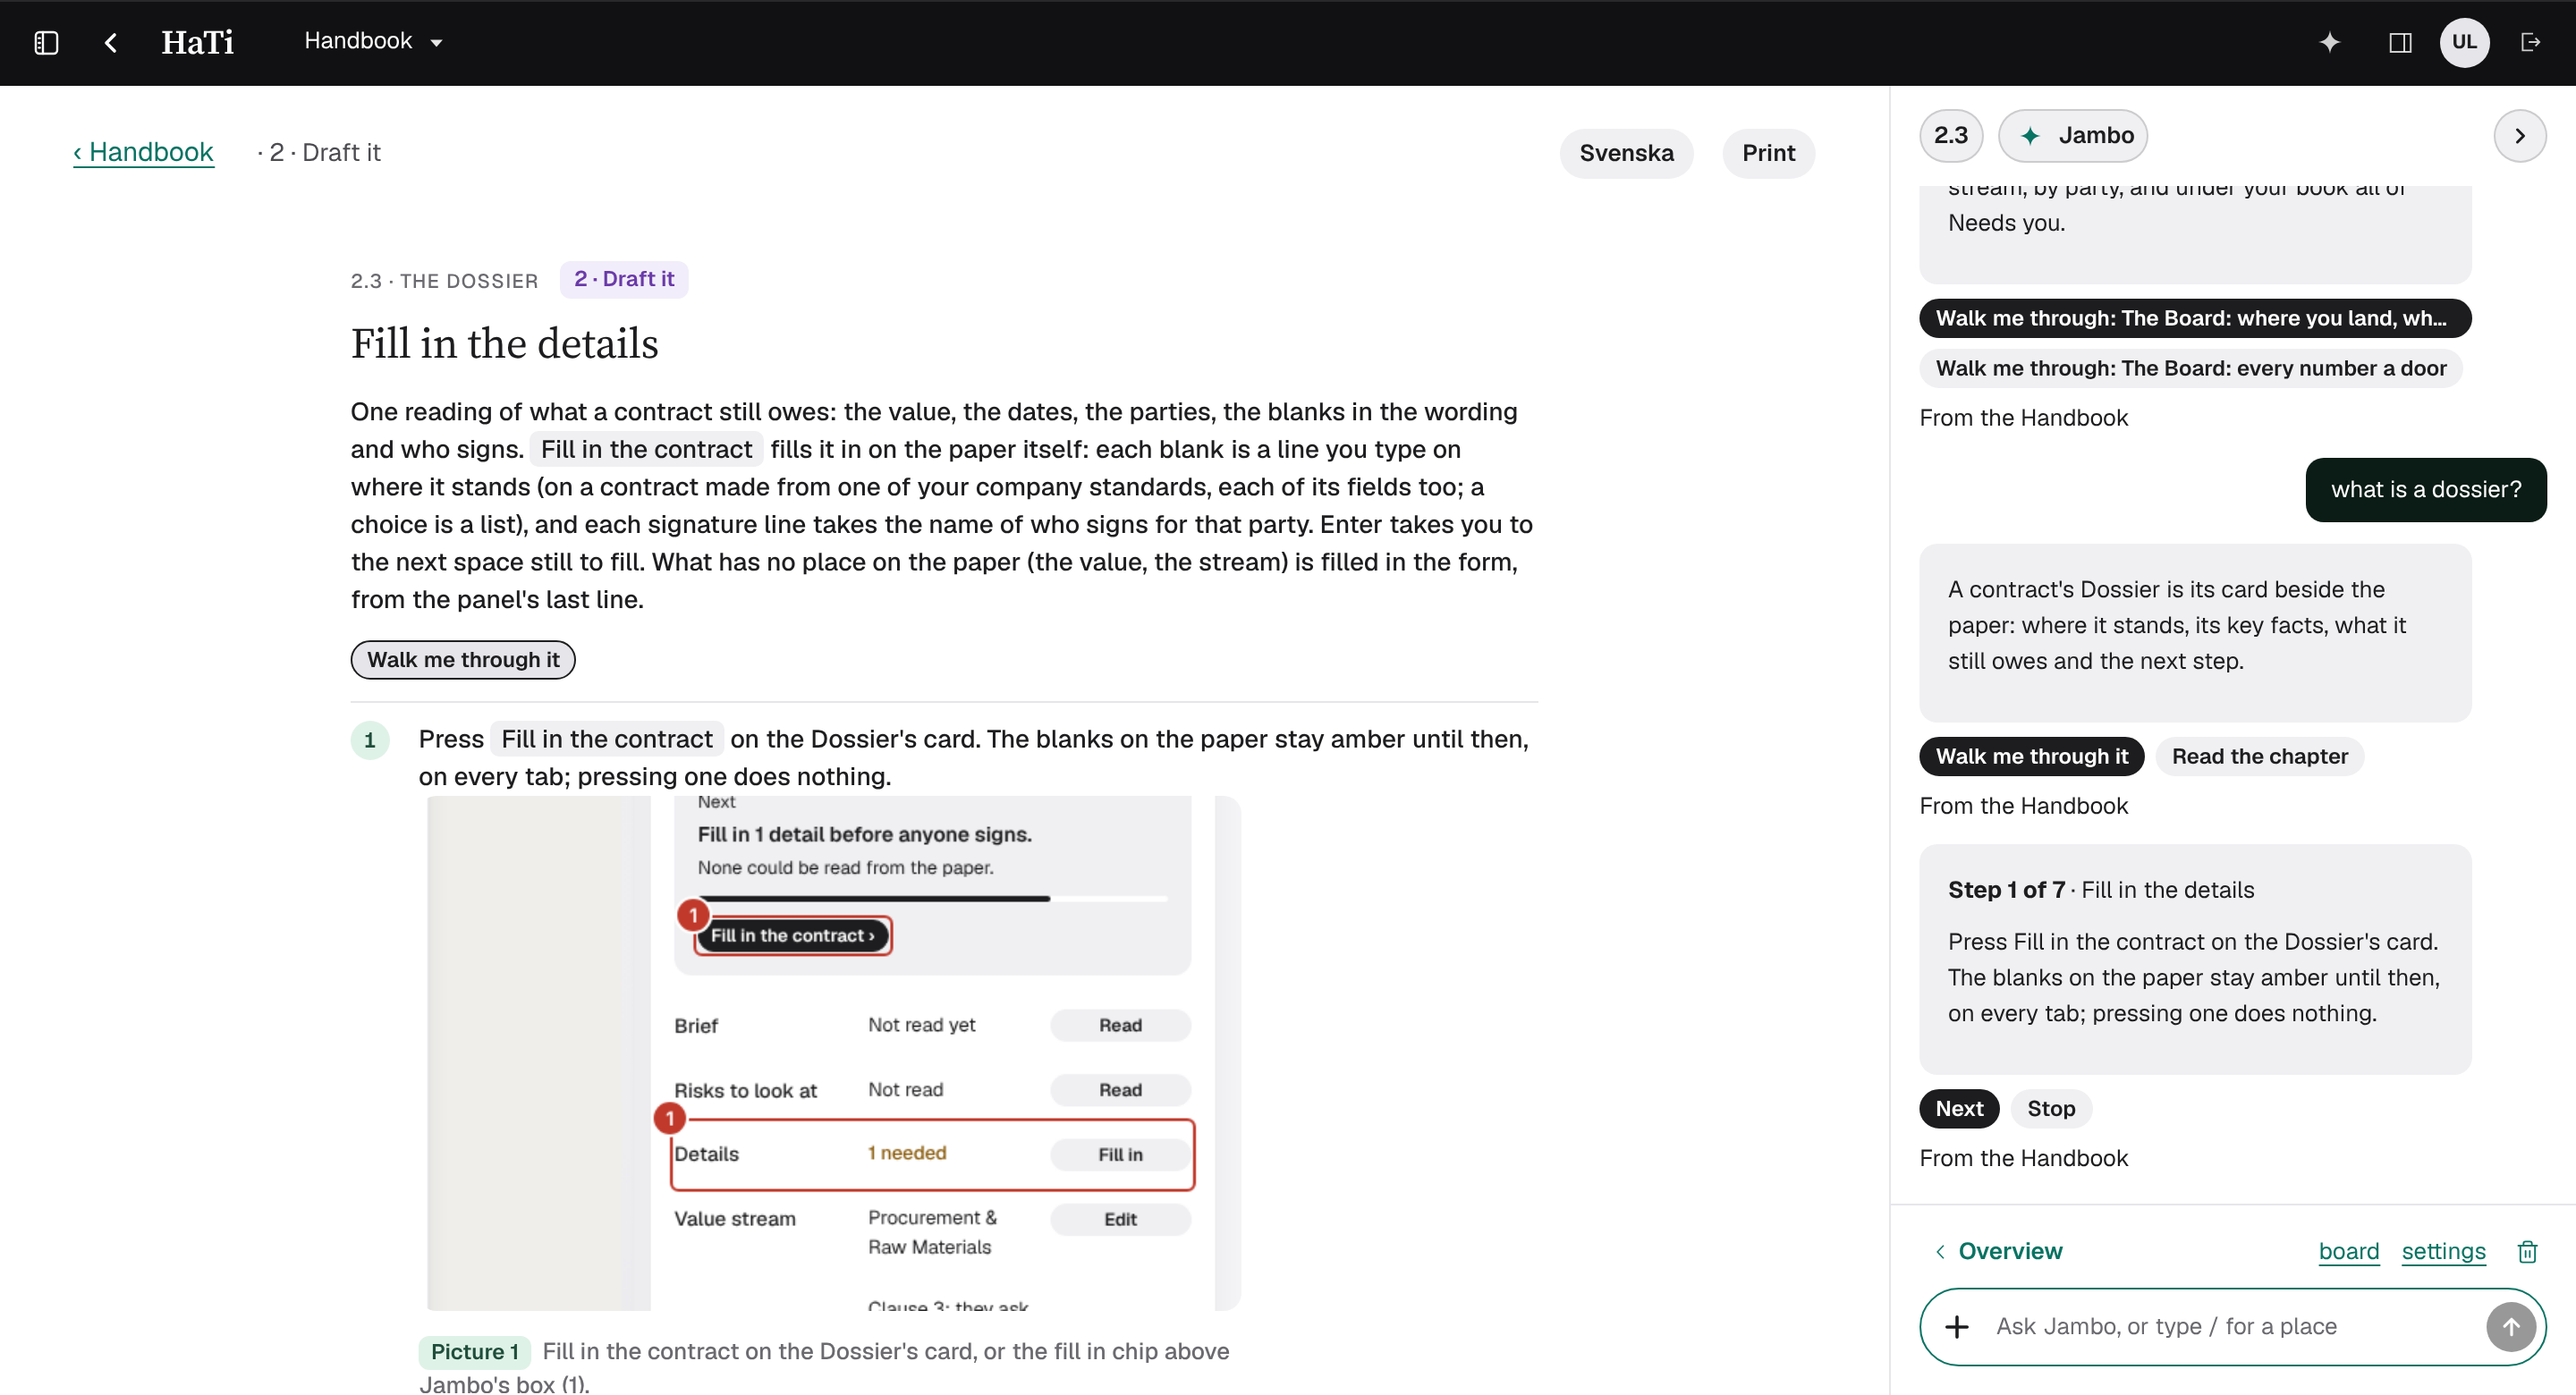 HaTi
Handbook
UL
‹ Handbook · 2 · Draft it
Svenska
Print
2.3 · THE DOSSIER
2 · Draft it
Fill in the details
One reading of what a contract still owes: the value, the dates, the parties, the blanks in the wording
and who signs. Fill in the contract fills it in on the paper itself: each blank is a line you type on
where it stands (on a contract made from one of your company standards, each of its fields too; a
choice is a list), and each signature line takes the name of who signs for that party. Enter takes you to
the next space still to fill. What has no place on the paper (the value, the stream) is filled in the form,
from the panel's last line.
Walk me through it
1
Press Fill in the contract on the Dossier's card. The blanks on the paper stay amber until then,
on every tab; pressing one does nothing.
Next
Fill in 1 detail before anyone signs.
None could be read from the paper.
1
Fill in the contract ›
Brief Not read yet Read
Risks to look at Not read Read
1
Details 1 needed Fill in
Value stream Procurement & Edit
Raw Materials
Clause 3: they ask
Picture 1 Fill in the contract on the Dossier's card, or the fill in chip above
Jambo's box (1).
2.3
Jambo
stream, by party, and under your book all of
Needs you.
Walk me through: The Board: where you land, wh...
Walk me through: The Board: every number a door
From the Handbook
what is a dossier?
A contract's Dossier is its card beside the
paper: where it stands, its key facts, what it
still owes and the next step.
Walk me through it
Read the chapter
From the Handbook
Step 1 of 7 · Fill in the details
Press Fill in the contract on the Dossier's card.
The blanks on the paper stay amber until then,
on every tab; pressing one does nothing.
Next
Stop
From the Handbook
‹ Overview
board
settings
Ask Jambo, or type / for a place